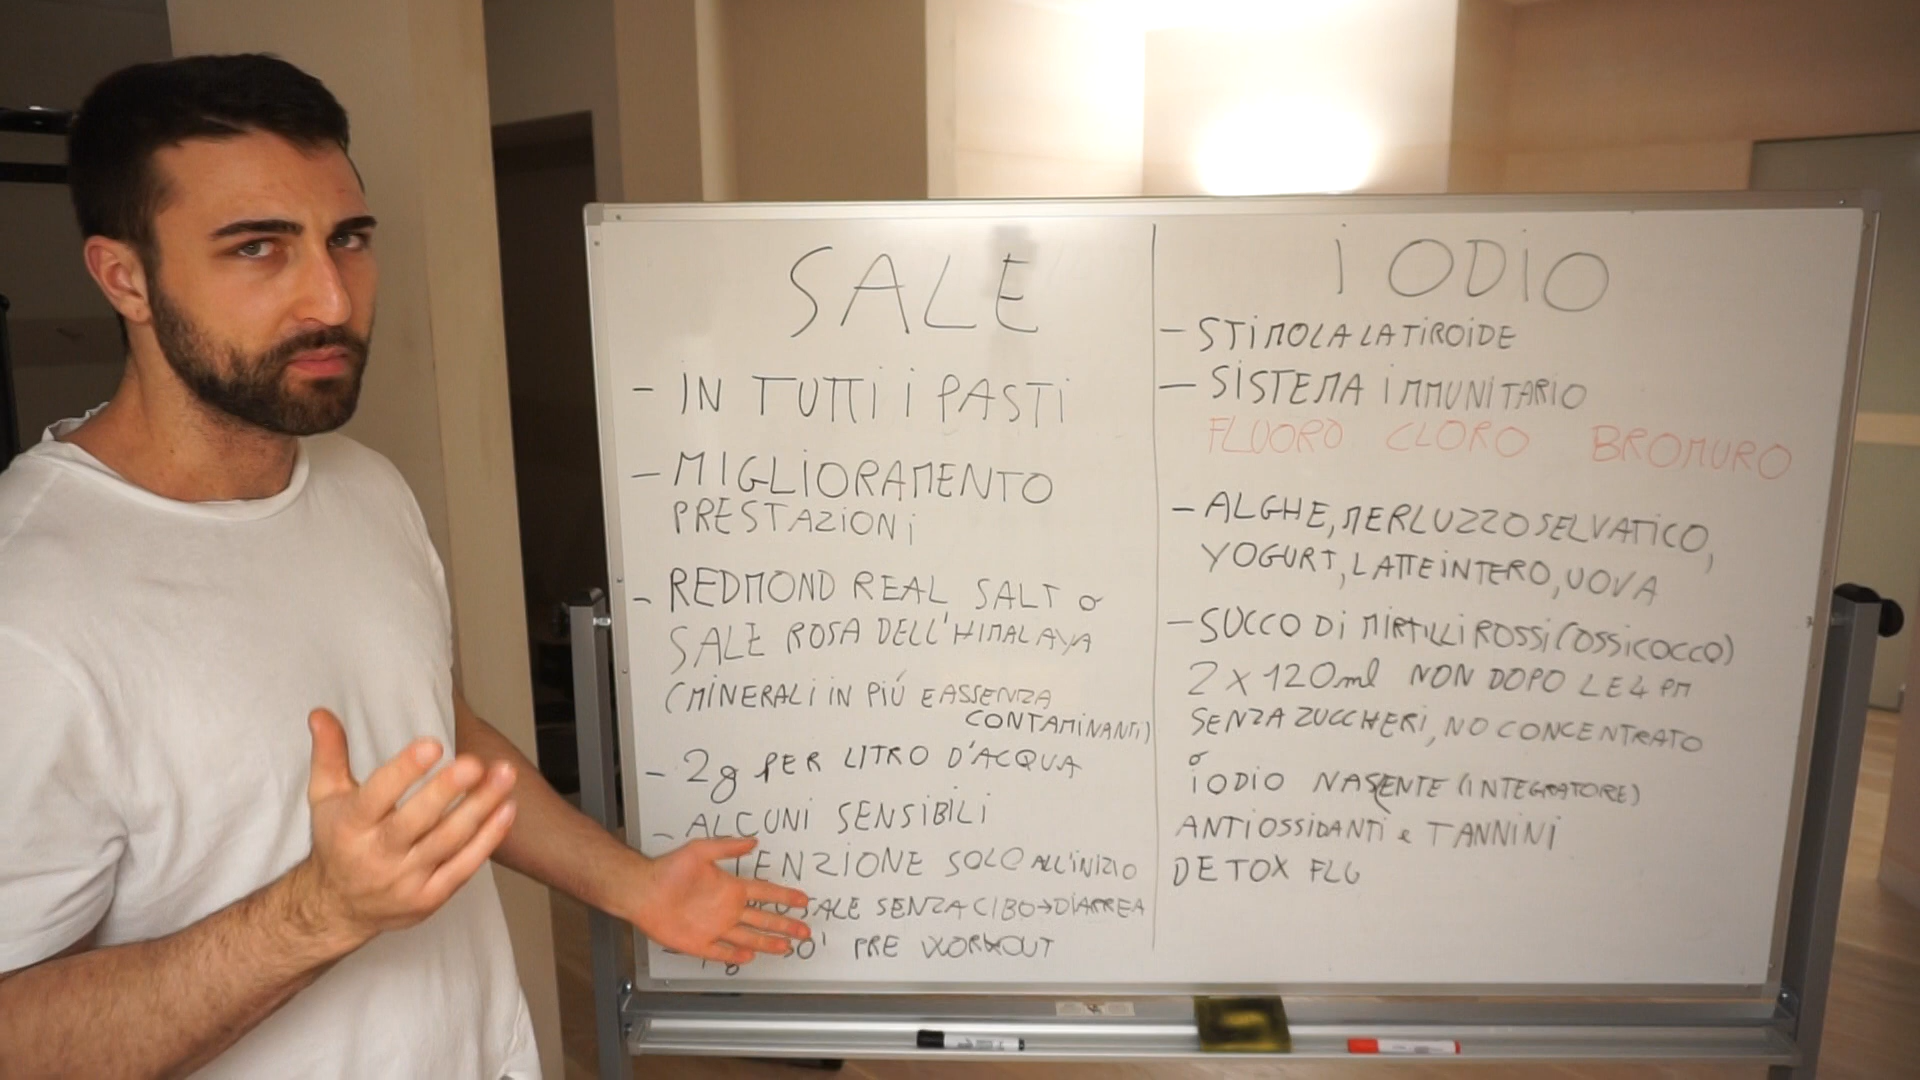 SALE
- IN TUTTI I PASTI
- MIGLIORAMENTO
PRESTAZIONI
- REDMOND REAL SALT o
SALE ROSA DELL'HIMALAYA
(MINERALI IN PIÚ E ASSENZA
CONTAMINANTI)
- 2g PER LITRO D'ACQUA
- ALCUNI SENSIBILI
TENZIONE SOLO ALL'INIZIO
SALE SENZA CIBO→DIARREA
30' PRE WORKOUT
IODIO
- STIMOLA LA TIROIDE
- SISTEMA IMMUNITARIO
FLUORO CLORO BROMURO
- ALGHE, MERLUZZO SELVATICO,
YOGURT, LATTE INTERO, UOVA
- SUCCO DI MIRTILLI ROSSI (OSSICOCCO)
2 X 120ml NON DOPO LE 4 PM
SENZA ZUCCHERI, NO CONCENTRATO
o
IODIO NASCENTE (INTEGRATORE)
ANTIOSSIDANTI e TANNINI
DETOX FLU